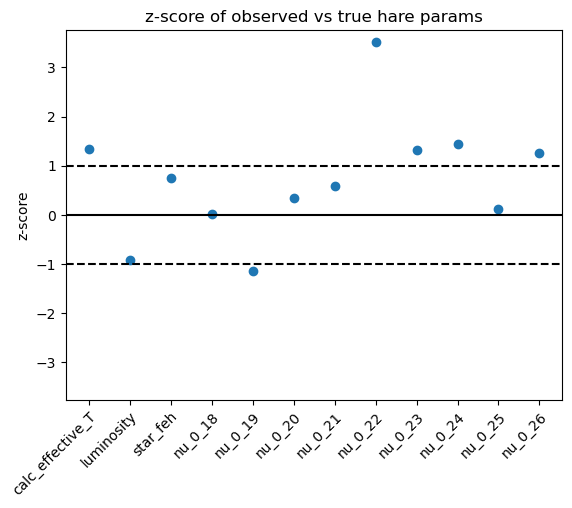 z-score of observed vs true hare params
z-score
3
2
1
0
−1
−2
−3
calc_effective_T
luminosity
star_feh
nu_0_18
nu_0_19
nu_0_20
nu_0_21
nu_0_22
nu_0_23
nu_0_24
nu_0_25
nu_0_26